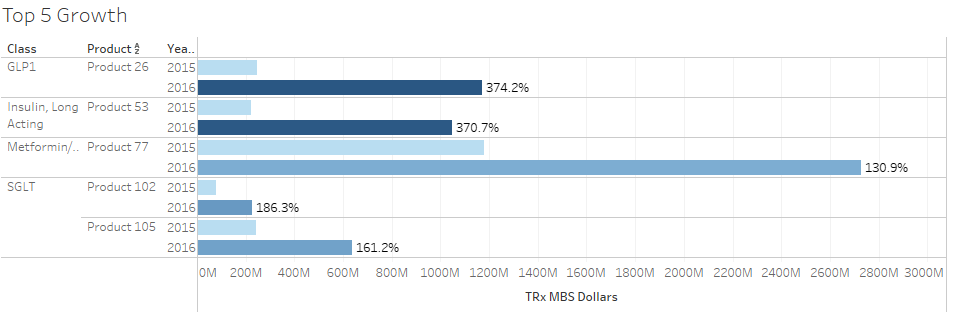 Top 5 Growth
Class Product Yea..
GLP1 Product 26 2015
2016 374.2%
Insulin, Long Product 53 2015
Acting 2016 370.7%
Metformin/.. Product 77 2015
2016 130.9%
SGLT Product 102 2015
2016 186.3%
Product 105 2015
2016 161.2%
0M 200M 400M 600M 800M 1000M 1200M 1400M 1600M 1800M 2000M 2200M 2400M 2600M 2800M 3000M
TRx MBS Dollars